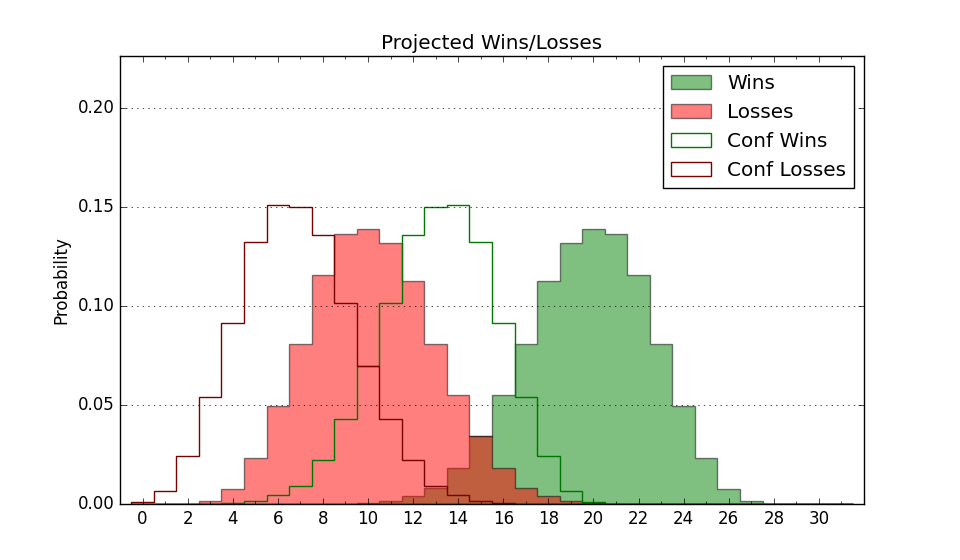 Projected Wins/Losses
Wins
Losses
Conf Wins
Conf Losses
Probability
0.20
0.15
0.10
0.05
0.00
0 2 4 6 8 10 12 14 16 18 20 22 24 26 28 30